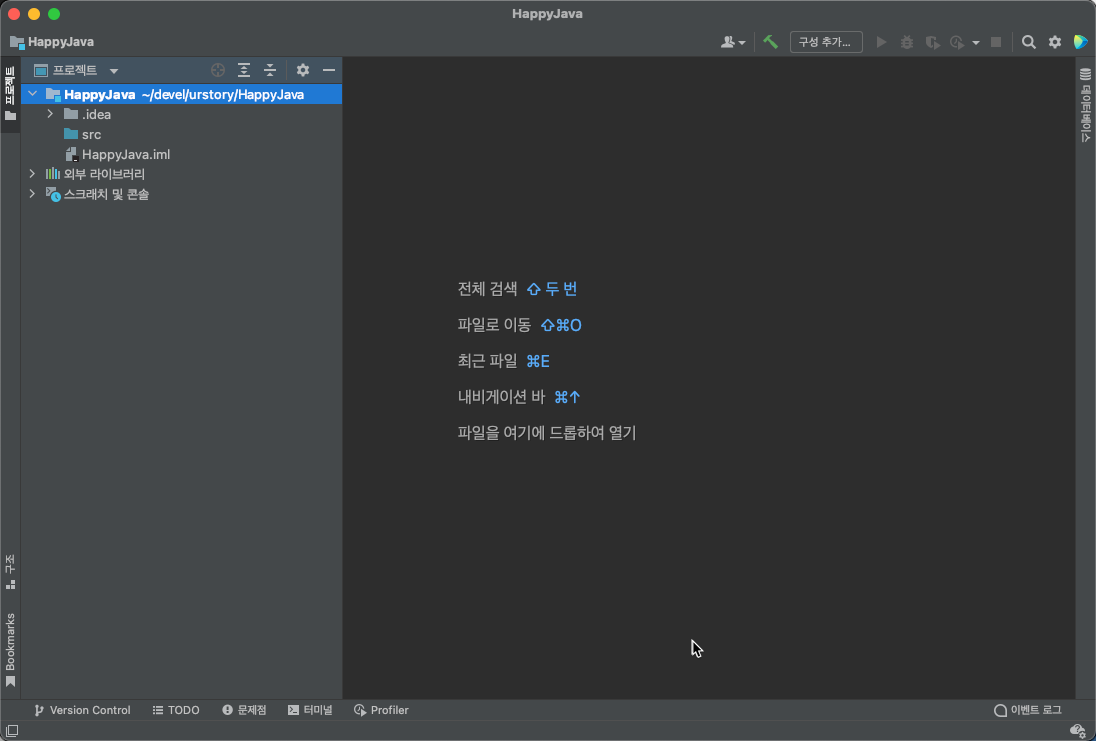 HappyJava
HappyJava
구성 추가...
프로젝트
프로젝트
HappyJava ~/devel/urstory/HappyJava
.idea
src
HappyJava.iml
외부 라이브러리
스크래치 및 콘솔
데이터베이스
전체 검색 ⇧ 두 번
파일로 이동 ⇧⌘O
최근 파일 ⌘E
내비게이션 바 ⌘↑
파일을 여기에 드롭하여 열기
구조
Bookmarks
Version Control TODO 문제점 터미널 Profiler 이벤트 로그